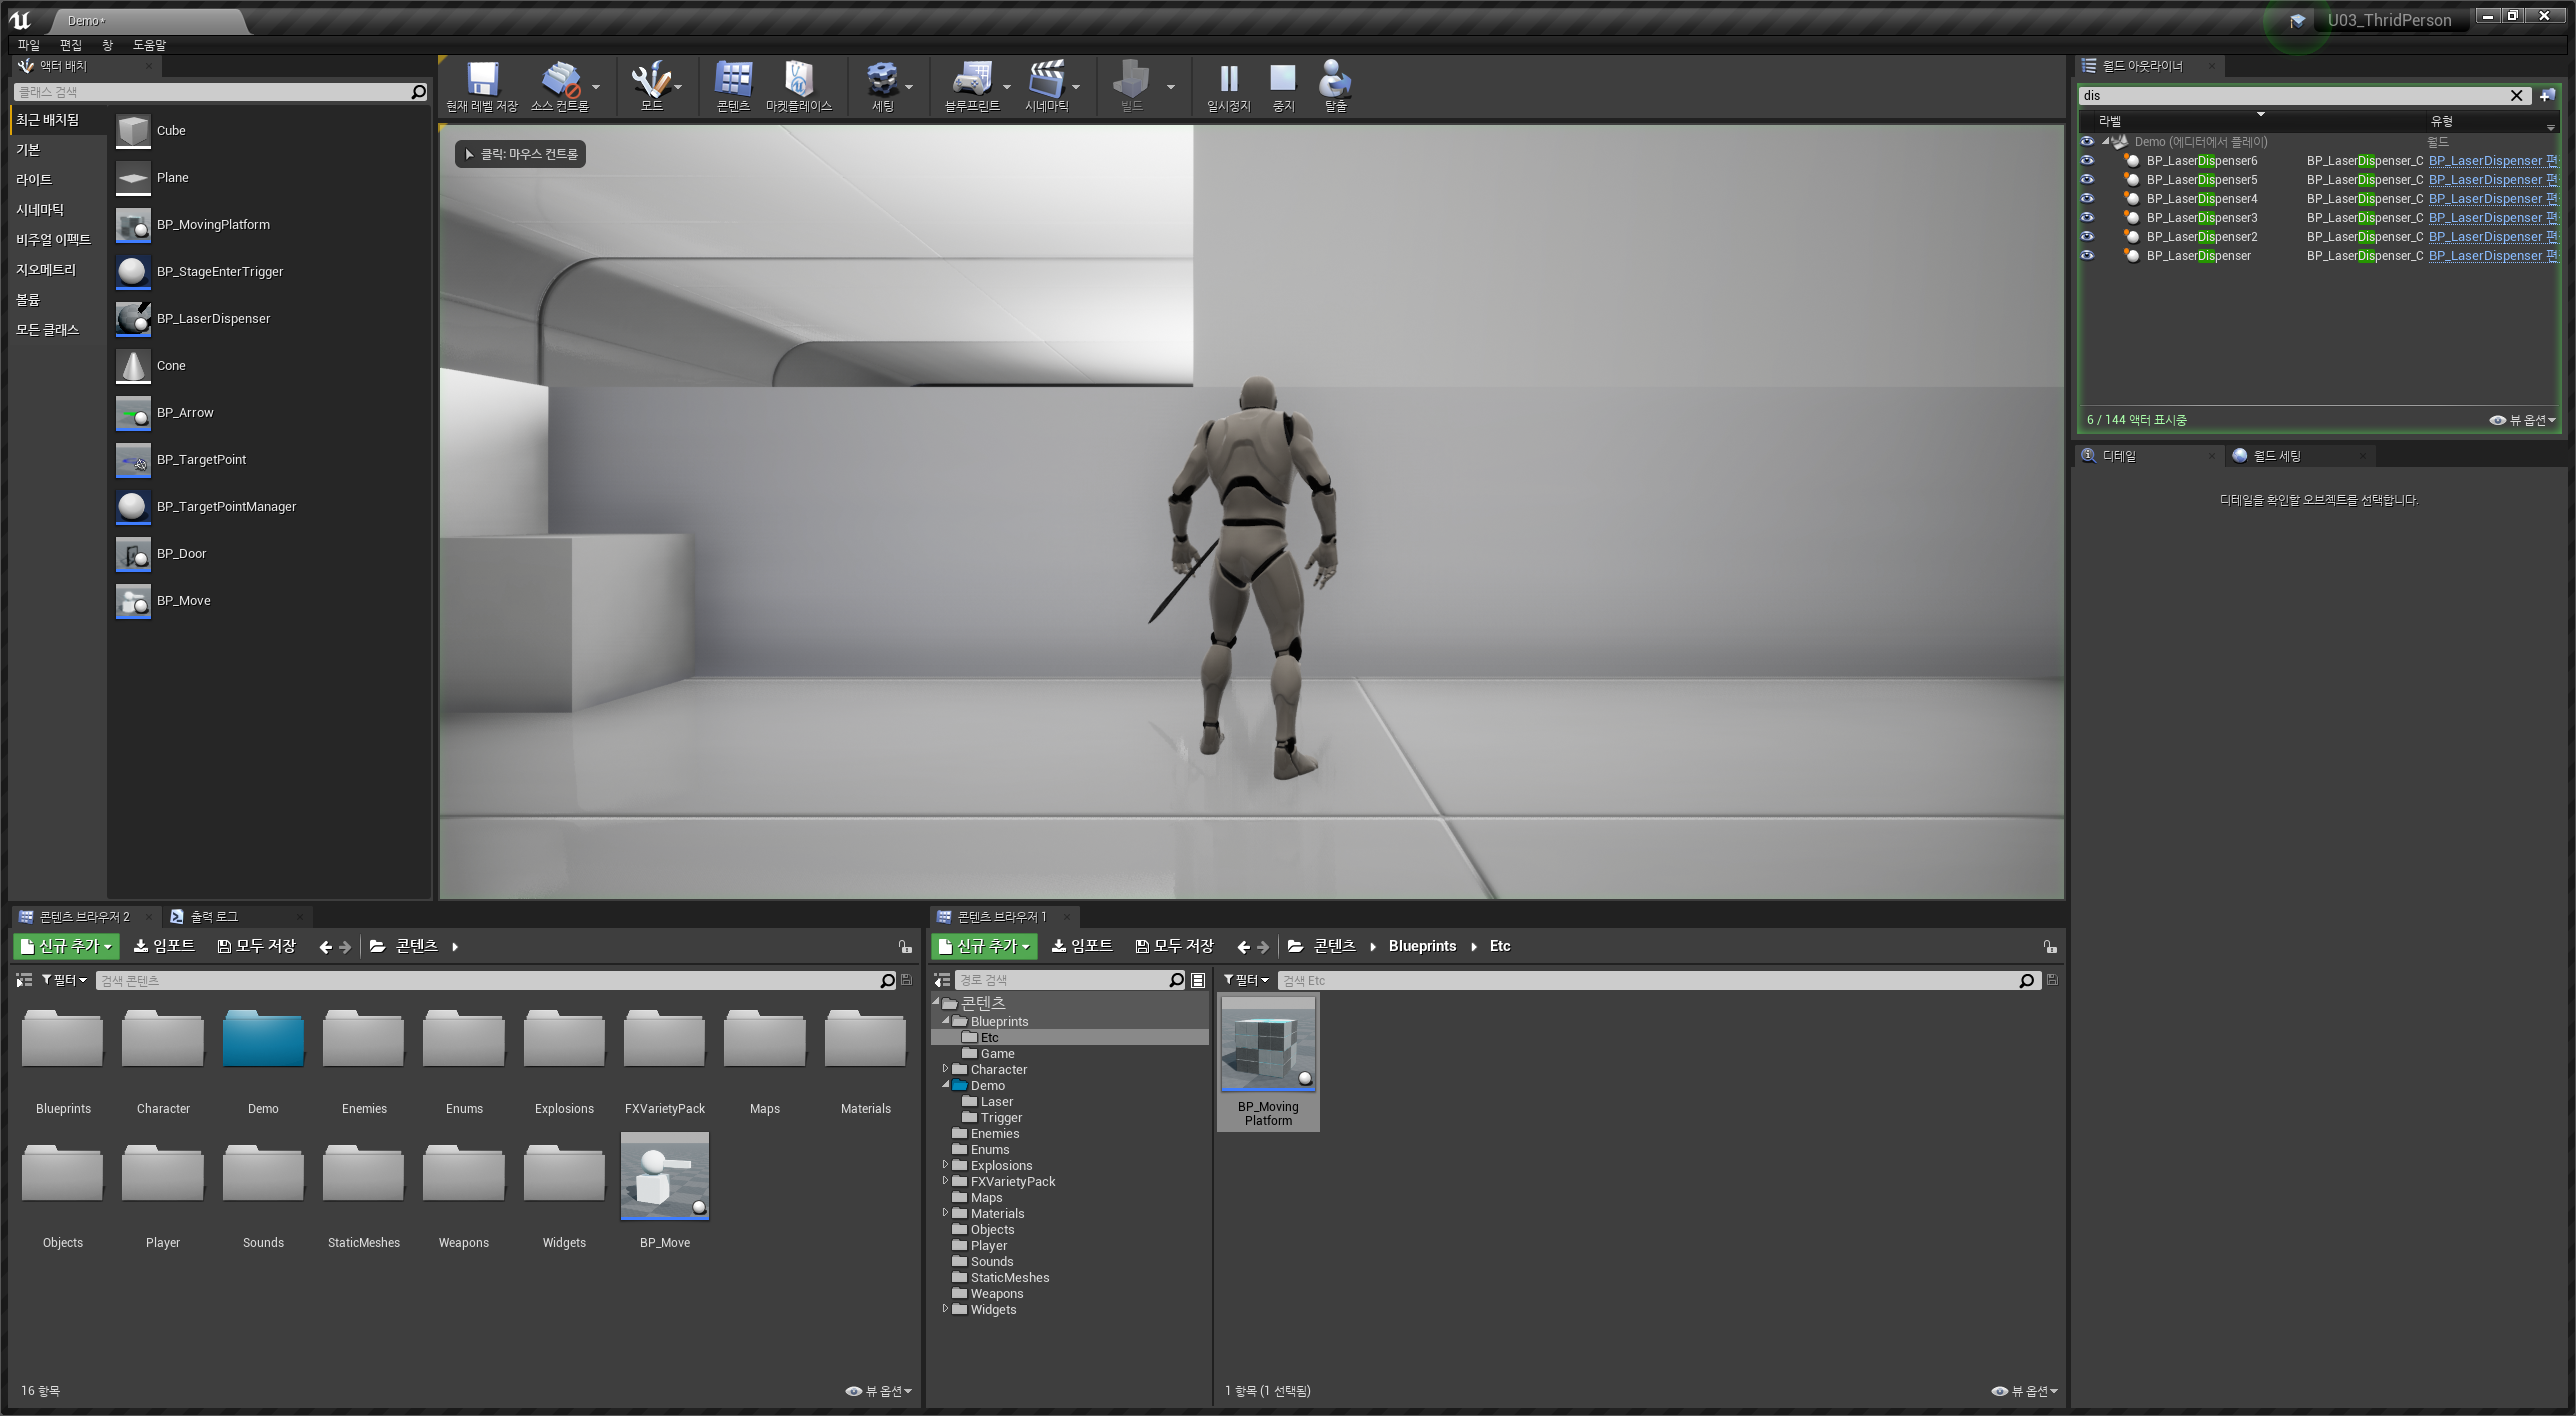 Demo*
U03_ThridPerson
파일 편집 창 도움말
액터 배치
클래스 검색
최근 배치됨
기본
라이트
시네마틱
비주얼 이펙트
지오메트리
볼륨
모든 클래스
Cube
Plane
BP_MovingPlatform
BP_StageEnterTrigger
BP_LaserDispenser
Cone
BP_Arrow
BP_TargetPoint
BP_TargetPointManager
BP_Door
BP_Move
현재 레벨 저장 소스 컨트롤 모드 콘텐츠 마켓플레이스 세팅 블루프린트 시네마틱 빌드 일시정지 중지 탈출
클릭: 마우스 컨트롤
월드 아웃라이너
dis
라벨 유형
Demo (에디터에서 플레이) 월드
BP_LaserDispenser6 BP_LaserDispenser_C BP_LaserDispenser 편
BP_LaserDispenser5 BP_LaserDispenser_C BP_LaserDispenser 편
BP_LaserDispenser4 BP_LaserDispenser_C BP_LaserDispenser 편
BP_LaserDispenser3 BP_LaserDispenser_C BP_LaserDispenser 편
BP_LaserDispenser2 BP_LaserDispenser_C BP_LaserDispenser 편
BP_LaserDispenser BP_LaserDispenser_C BP_LaserDispenser 편
6 / 144 액터 표시중 뷰 옵션
디테일 월드 세팅
디테일을 확인할 오브젝트를 선택합니다.
콘텐츠 브라우저 2 출력 로그
신규 추가 임포트 모두 저장 콘텐츠
필터 검색 콘텐츠
Blueprints Character Demo Enemies Enums Explosions FXVarietyPack Maps Materials
Objects Player Sounds StaticMeshes Weapons Widgets BP_Move
16 항목 뷰 옵션
콘텐츠 브라우저 1
신규 추가 임포트 모두 저장 콘텐츠 Blueprints Etc
경로 검색
콘텐츠
Blueprints
Etc
Game
Character
Demo
Laser
Trigger
Enemies
Enums
Explosions
FXVarietyPack
Maps
Materials
Objects
Player
Sounds
StaticMeshes
Weapons
Widgets
필터 검색 Etc
BP_Moving
Platform
1 항목 (1 선택됨) 뷰 옵션